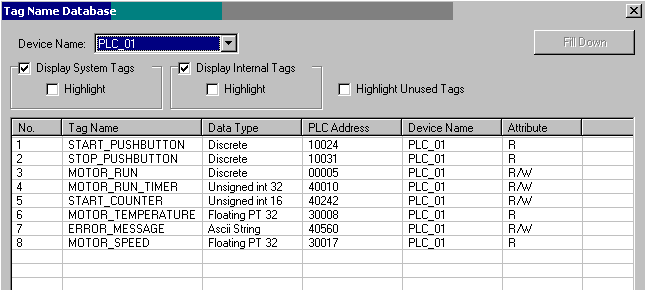 Tag Name Database
Device Name: PLC_01 Fill Down
Display System Tags Display Internal Tags
Highlight Highlight Highlight Unused Tags
No. Tag Name Data Type PLC Address Device Name Attribute
1 START_PUSHBUTTON Discrete 10024 PLC_01 R
2 STOP_PUSHBUTTON Discrete 10031 PLC_01 R
3 MOTOR_RUN Discrete 00005 PLC_01 R/W
4 MOTOR_RUN_TIMER Unsigned int 32 40010 PLC_01 R/W
5 START_COUNTER Unsigned int 16 40242 PLC_01 R/W
6 MOTOR_TEMPERATURE Floating PT 32 30008 PLC_01 R
7 ERROR_MESSAGE Ascii String 40560 PLC_01 R/W
8 MOTOR_SPEED Floating PT 32 30017 PLC_01 R